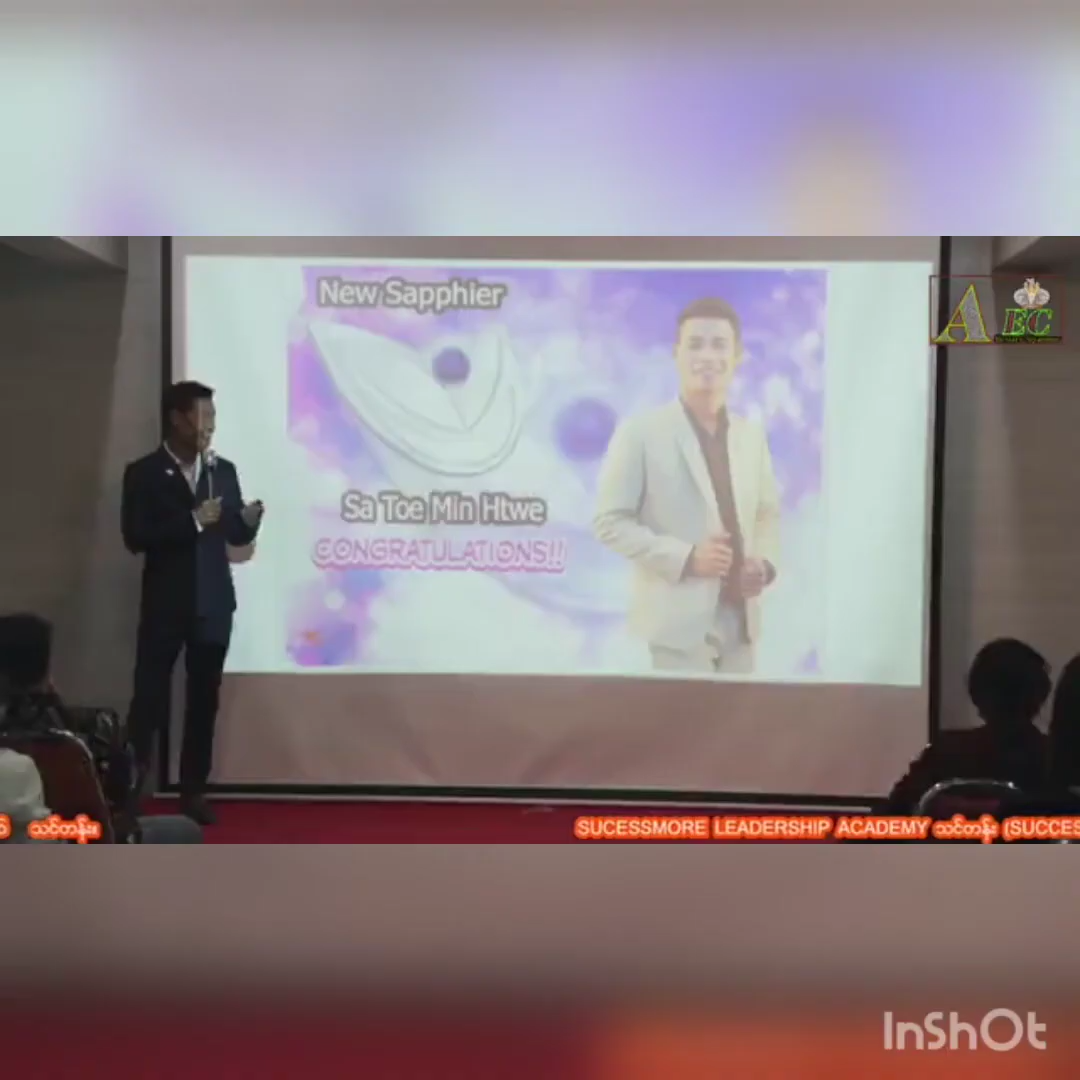 New Sapphier
A EC
Sa Toe Min Htwe
CONGRATULATIONS!!
သင်တန်း
SUCESSMORE LEADERSHIP ACADEMY သင်တန်း (SUCCES
InShOt